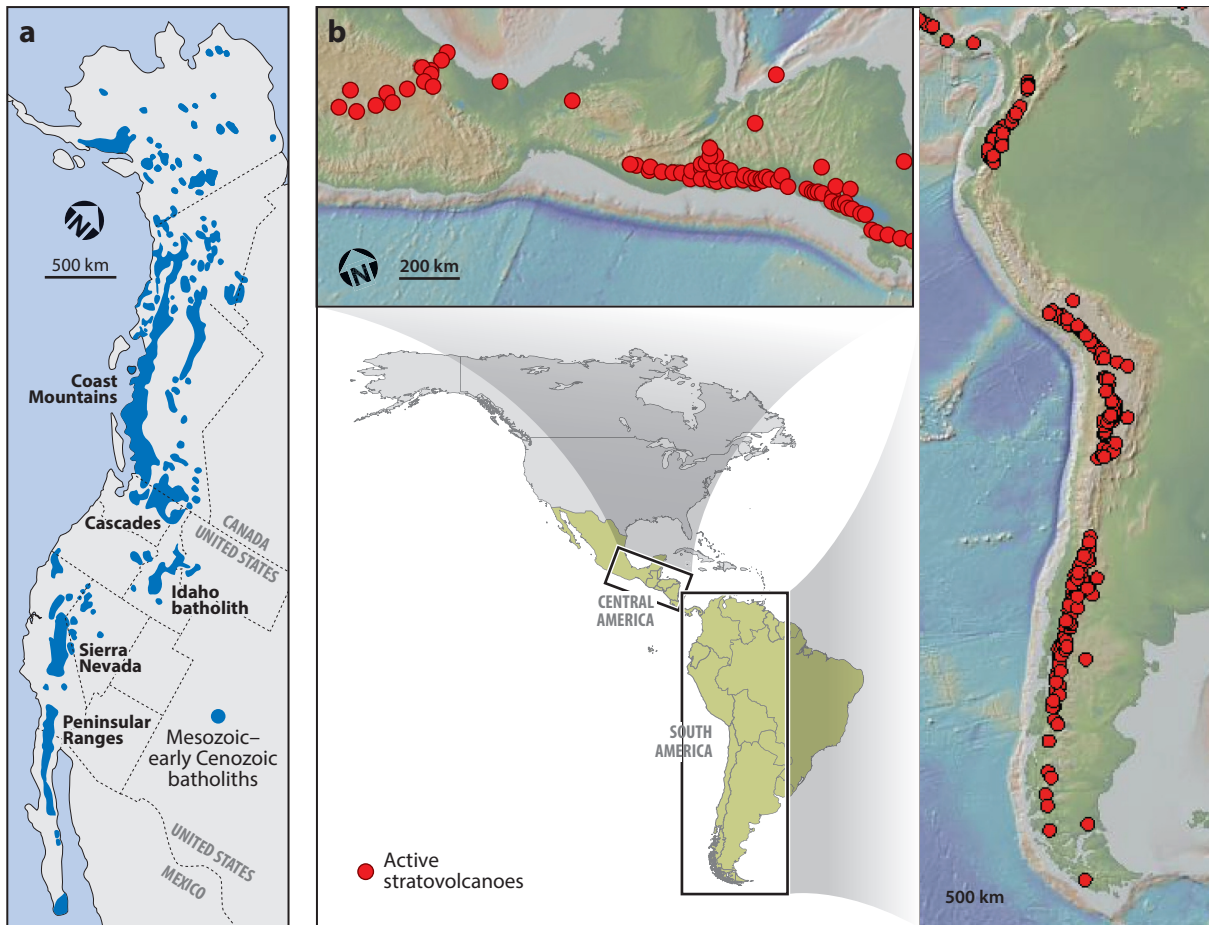 a
N
500 km
Coast
Mountains
Cascades
CANADA
UNITED STATES
Idaho
batholith
Sierra
Nevada
Peninsular
Ranges
Mesozoic–
early Cenozoic
batholiths
UNITED STATES
MEXICO
b
N
200 km
CENTRAL
AMERICA
SOUTH
AMERICA
Active
stratovolcanoes
500 km